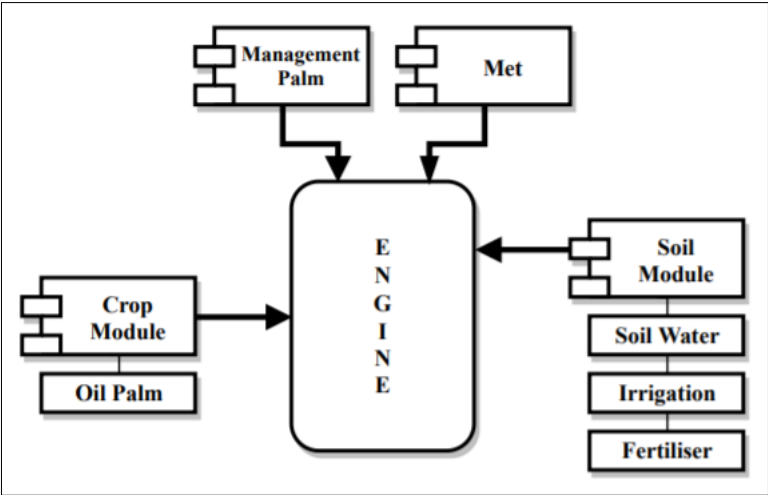 Management
Palm
Met
E
N
G
I
N
E
Soil
Module
Soil Water
Irrigation
Fertiliser
Crop
Module
Oil Palm